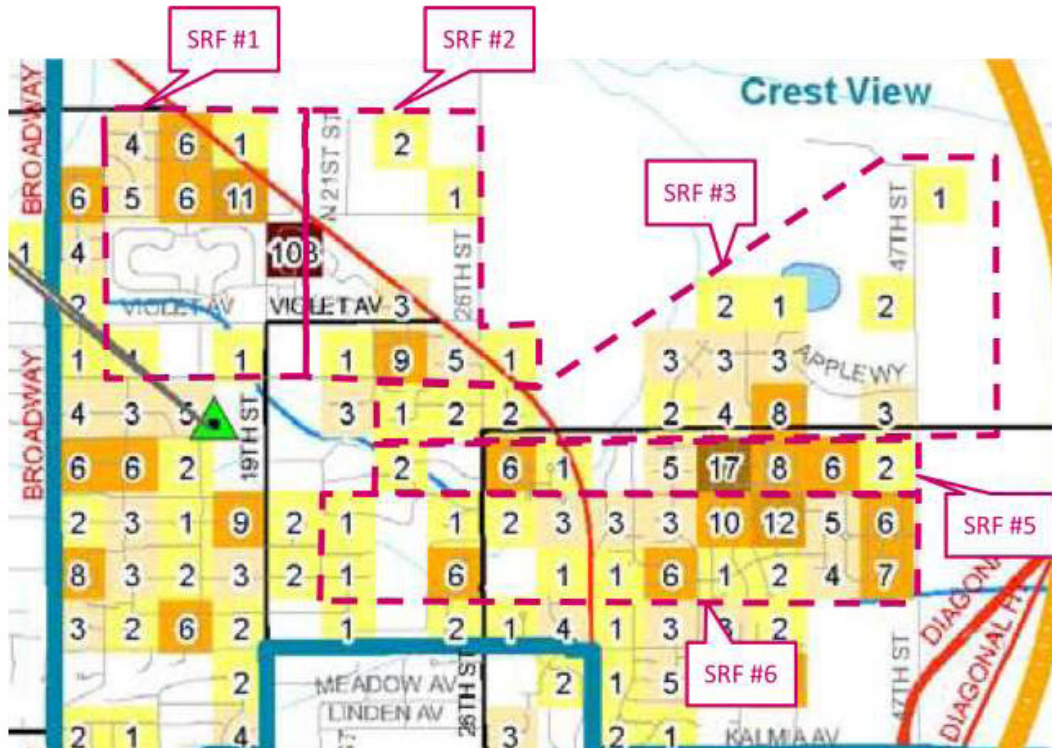 SRF #1
SRF #2
Crest View
BROADWAY
4 6 1 2
N 21ST ST
SRF #3
6 5 6 11 1 1
47TH ST
1 4
26TH ST
2 VIOLET AV VIOLET AV 3 2 1 2
1 1 1 9 5 1 3 3 3 APPLE WY
BROADWAY
4 3 5 3 1 2 2 2 4 8 3
19TH ST
6 6 2 2 6 1 5 17 8 6 2
2 3 1 9 2 1 1 2 3 3 3 10 12 5 6
SRF #5
8 3 2 3 2 1 6 1 1 6 1 2 4 7
3 2 6 2 1 2 1 4 1 3 3 2
SRF #6
2 MEADOW AV 2 1 5
LINDEN AV
26TH ST
47TH ST
DIAGONAL
2 1 4 3 2 1 KALMIA AV